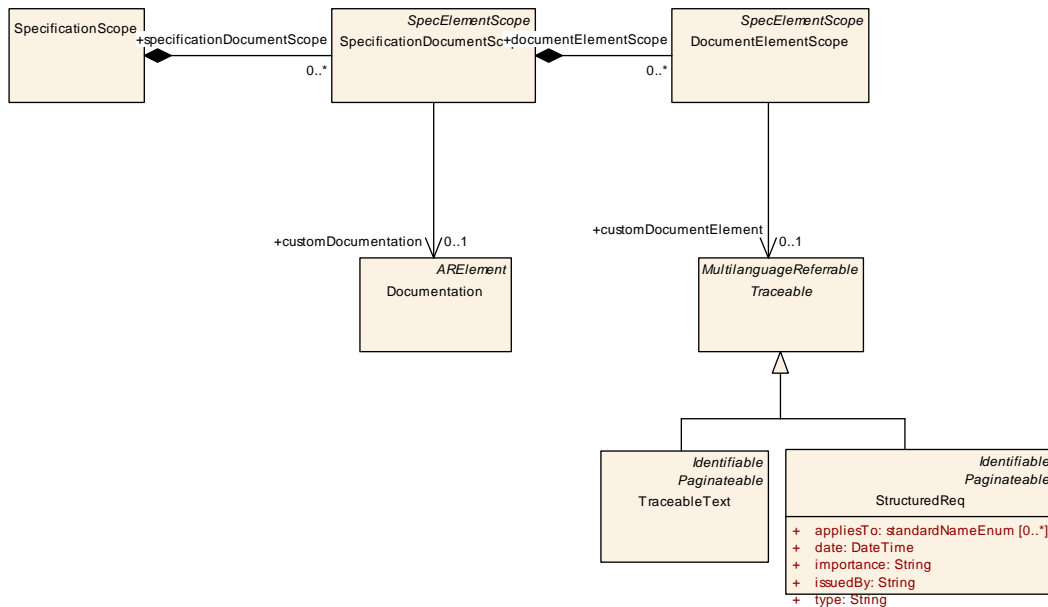 SpecificationScope
+specificationDocumentScope
0..*
SpecElementScope
SpecificationDocumentSc
+documentElementScope
0..*
SpecElementScope
DocumentElementScope
+customDocumentation
0..1
+customDocumentElement
0..1
ARElement
Documentation
MultilanguageReferrable
Traceable
Identifiable
Paginateable
TraceableText
Identifiable
Paginateable
StructuredReq
+ appliesTo: standardNameEnum [0..*]
+ date: DateTime
+ importance: String
+ issuedBy: String
+ type: String